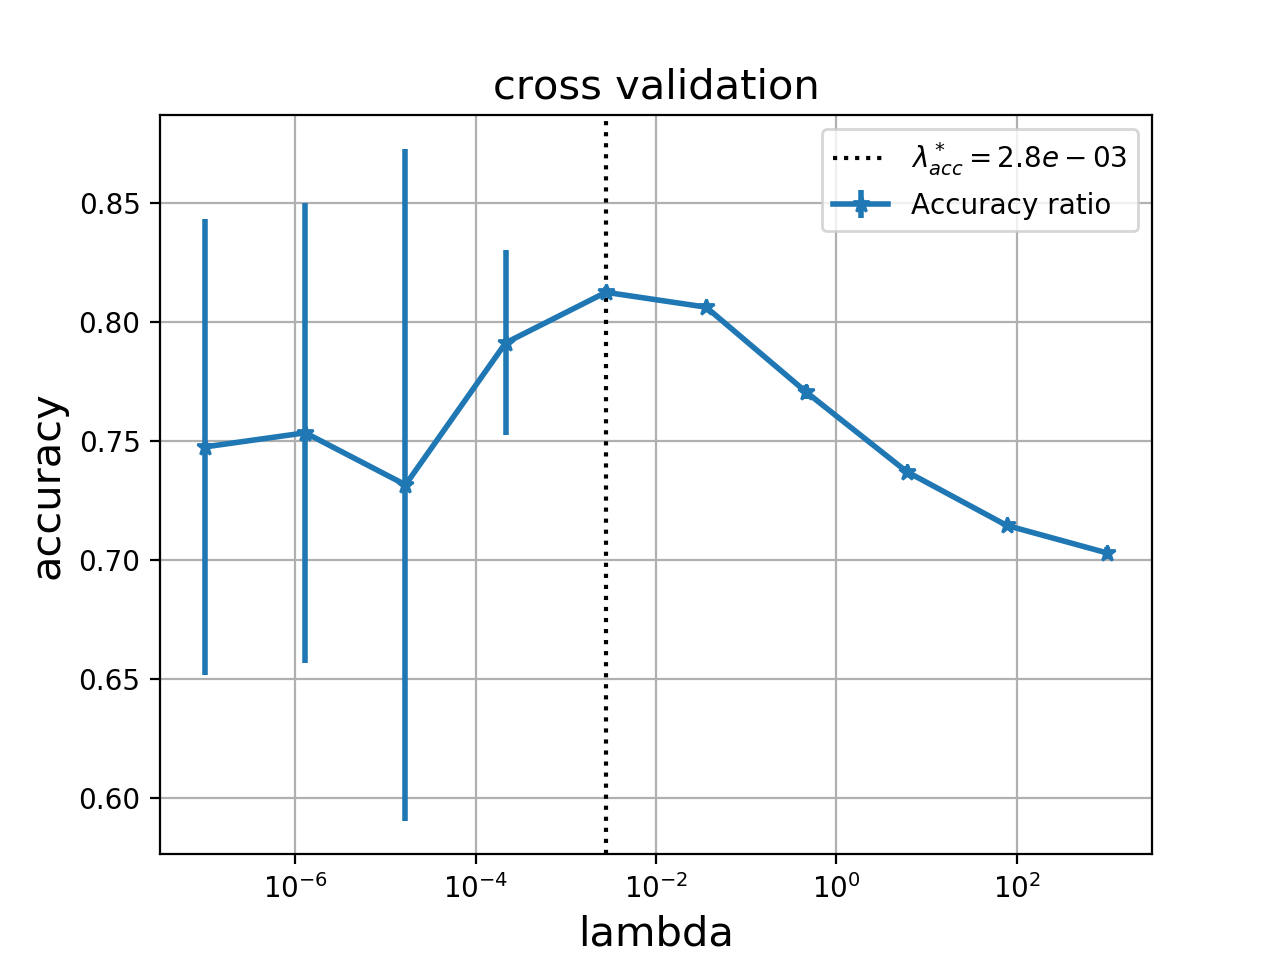 cross validation
λ*acc = 2.8e − 03
Accuracy ratio
accuracy
0.85
0.80
0.75
0.70
0.65
0.60
10⁻⁶ 10⁻⁴ 10⁻² 10⁰ 10²
lambda